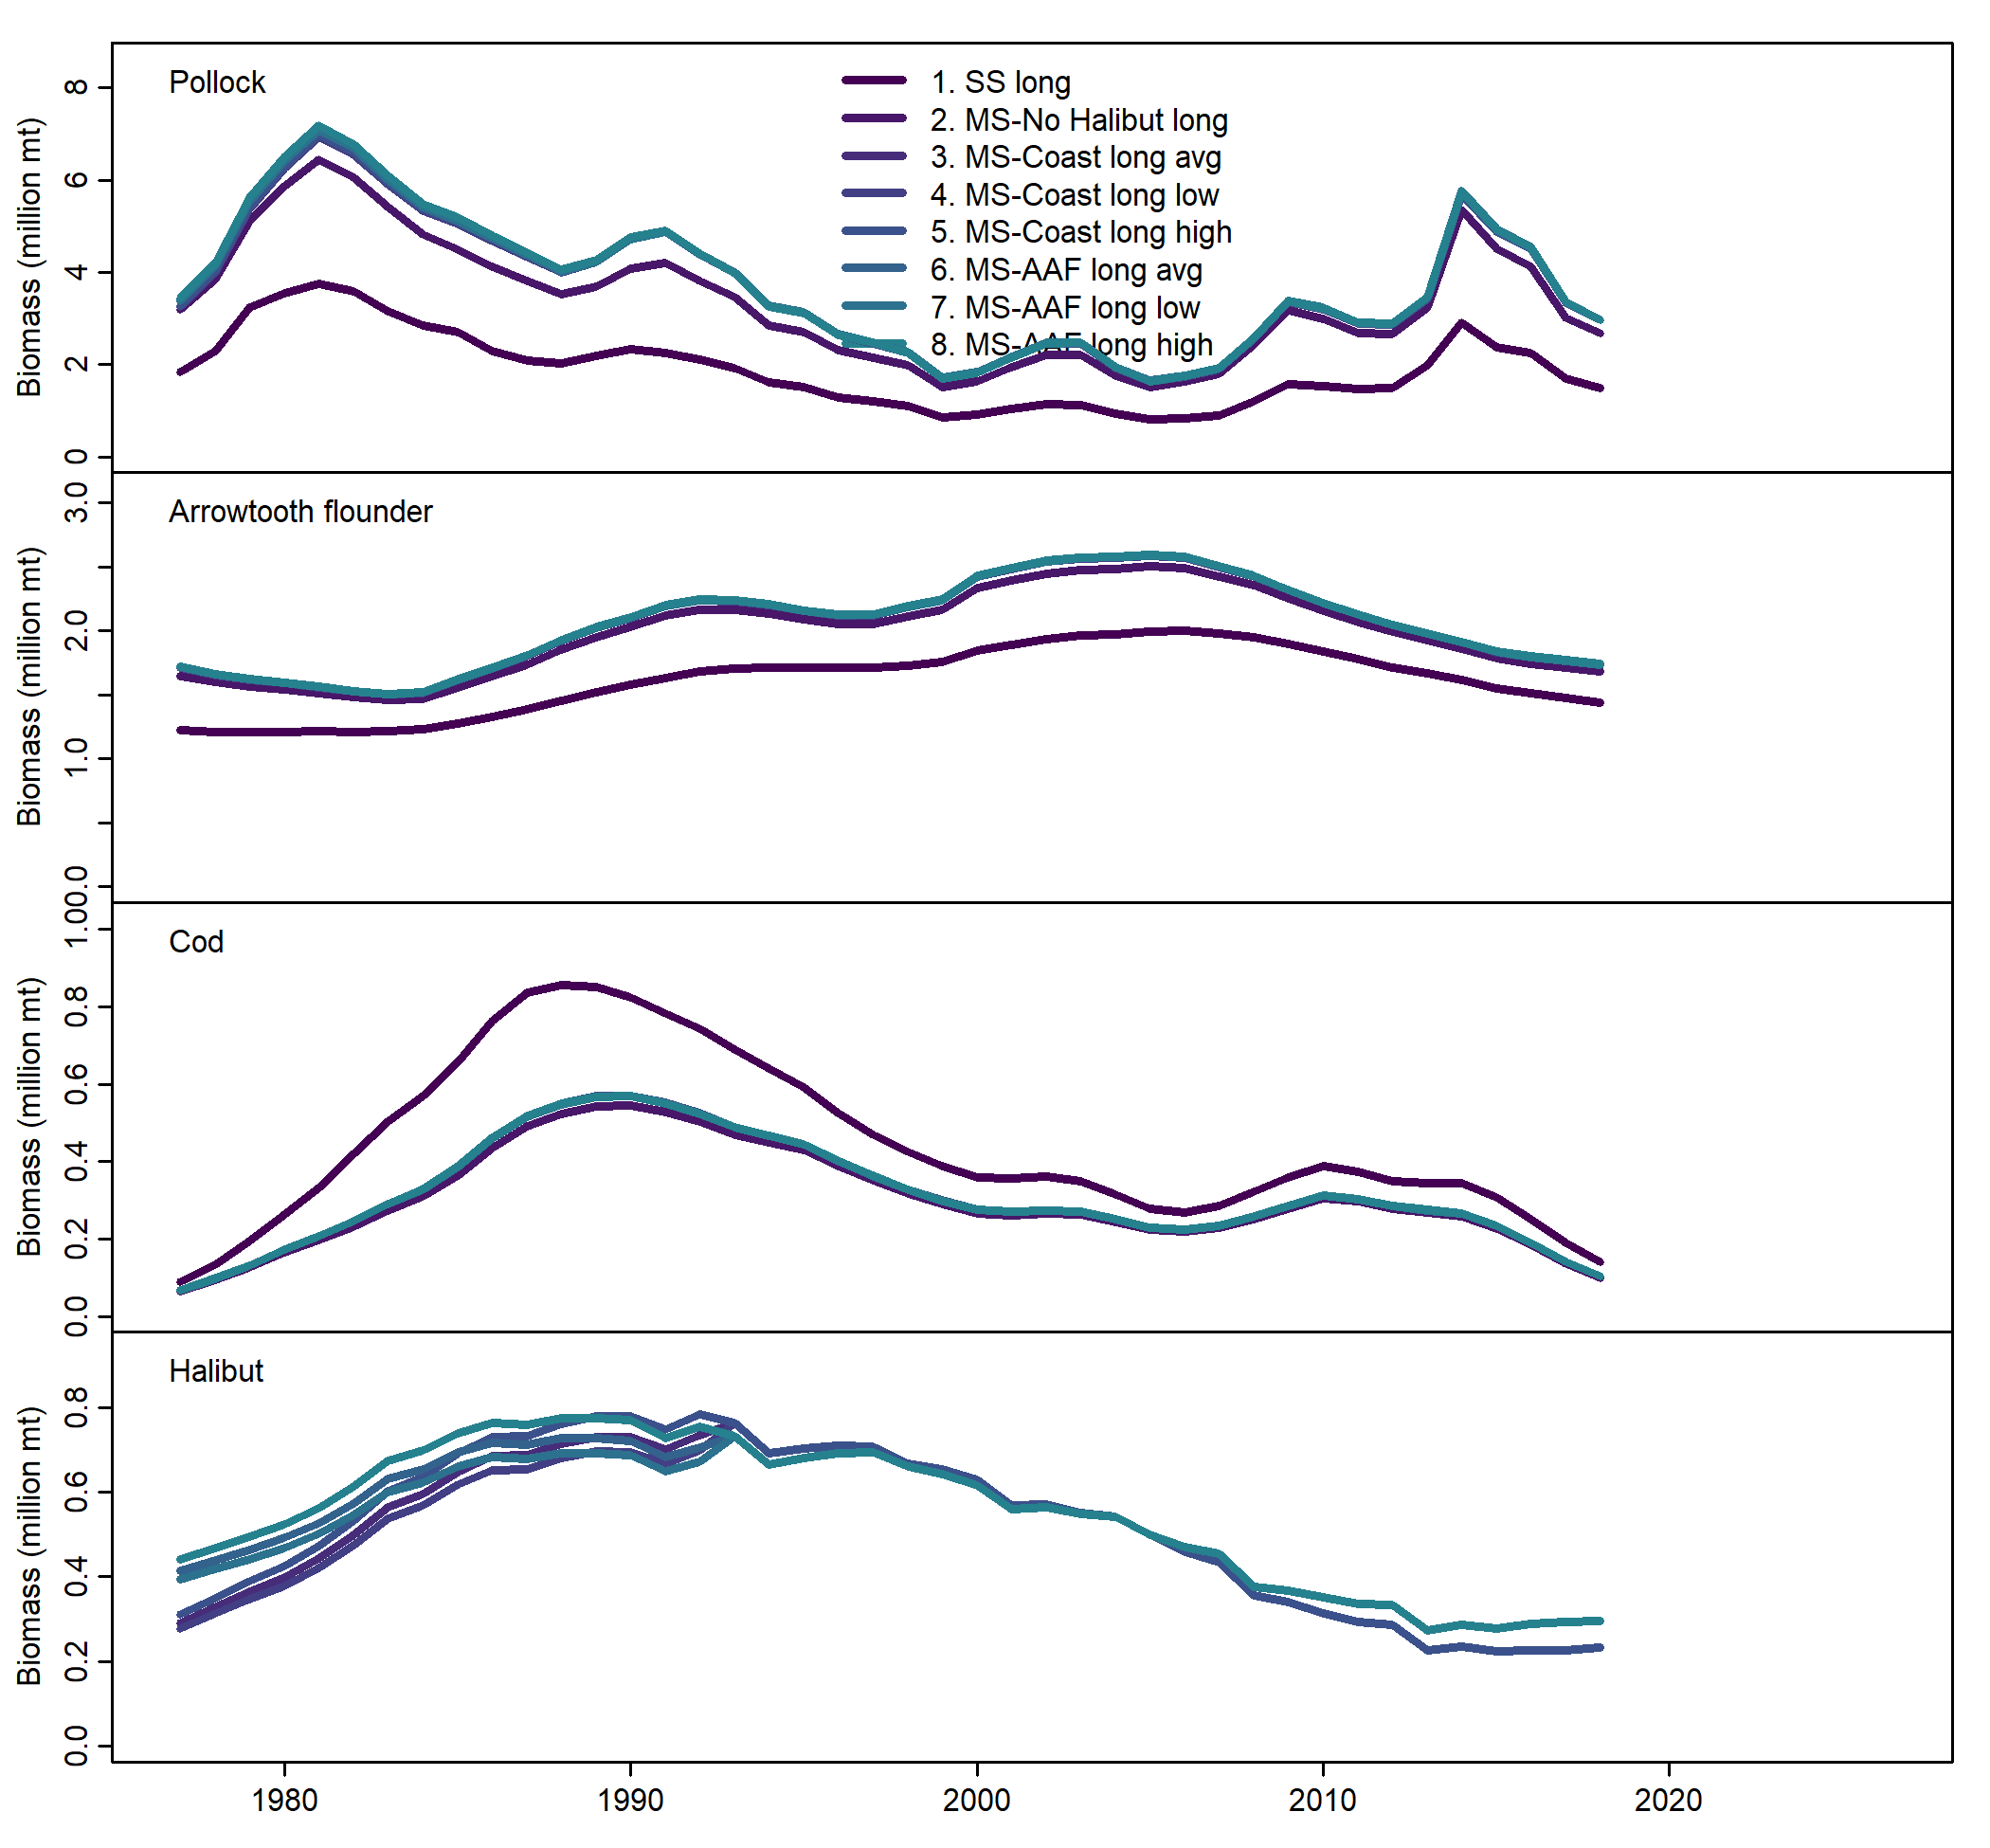 Pollock
1. SS long
2. MS-No Halibut long
3. MS-Coast long avg
4. MS-Coast long low
5. MS-Coast long high
6. MS-AAF long avg
7. MS-AAF long low
8. MS-AAF long high
Biomass (million mt)
8
6
4
2
0
Arrowtooth flounder
Biomass (million mt)
3.0
2.0
1.0
0.0
Cod
Biomass (million mt)
1.0
0.8
0.6
0.4
0.2
0.0
Halibut
Biomass (million mt)
0.8
0.6
0.4
0.2
0.0
1980 1990 2000 2010 2020